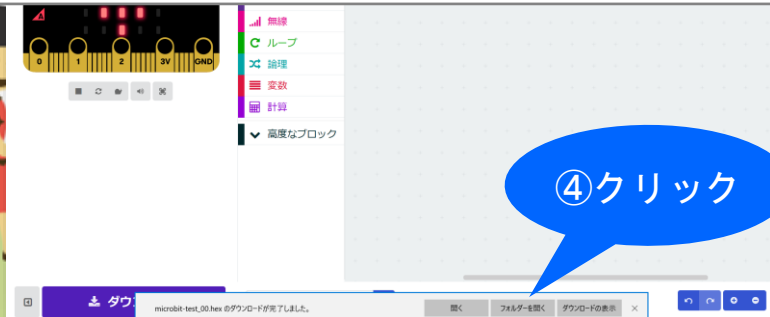 無線
ループ
論理
変数
計算
高度なブロック
0 1 2 3V GND
④クリック
ダウ
microbit-test_00.hex のダウンロードが完了しました。
開く
フォルダーを開く
ダウンロードの表示